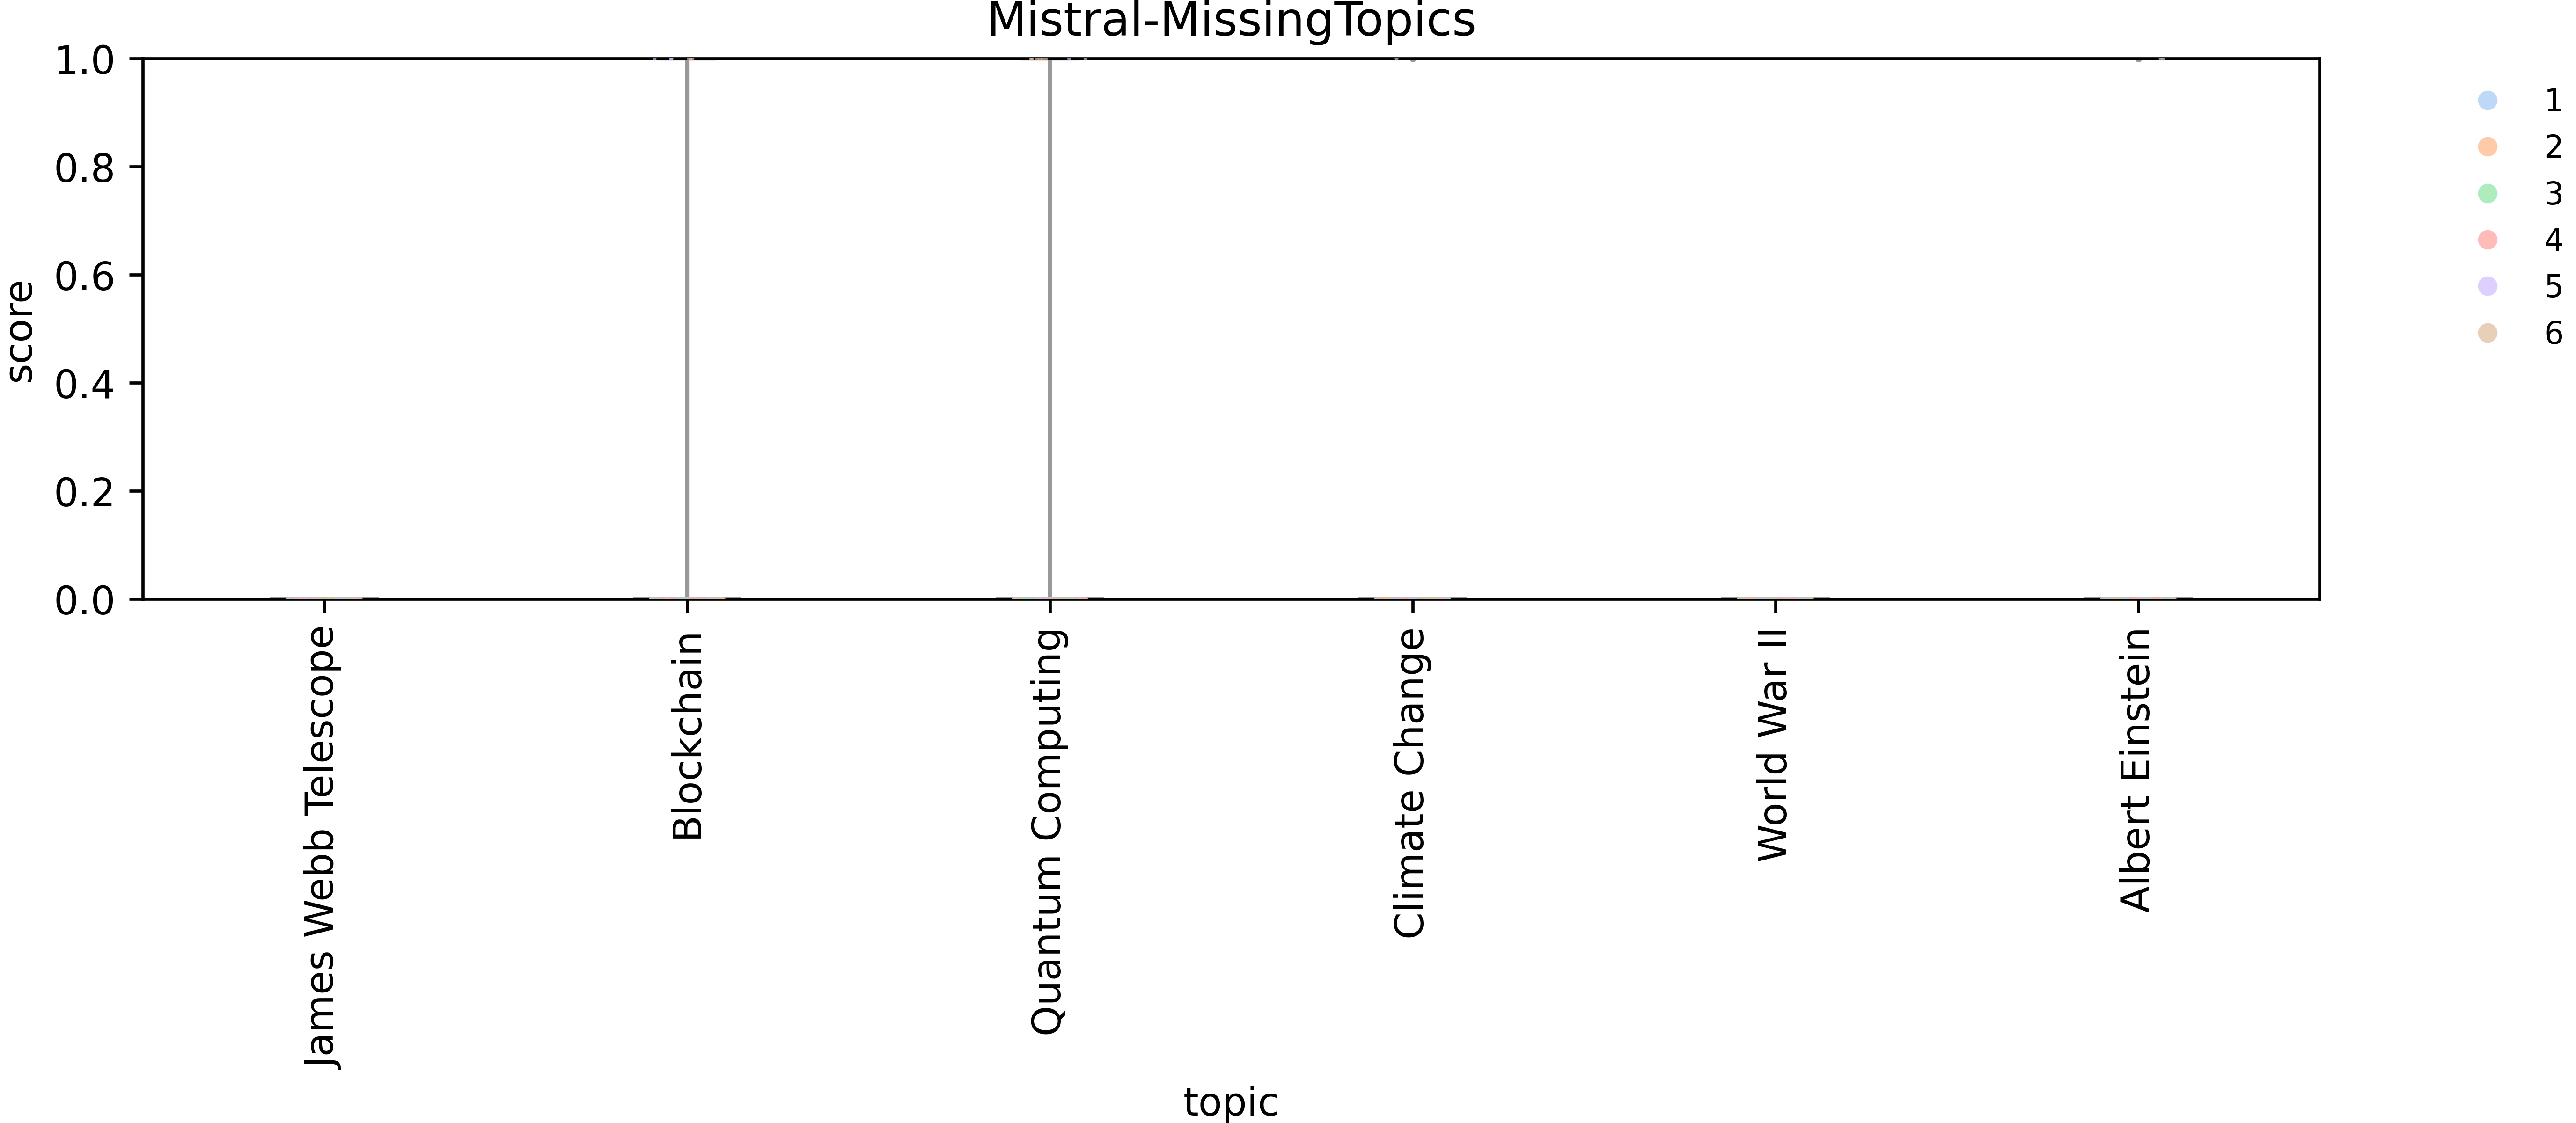 Mistral-MissingTopics
1.0
0.8
0.6
0.4
0.2
0.0
score
1
2
3
4
5
6
James Webb Telescope
Blockchain
Quantum Computing
Climate Change
World War II
Albert Einstein
topic